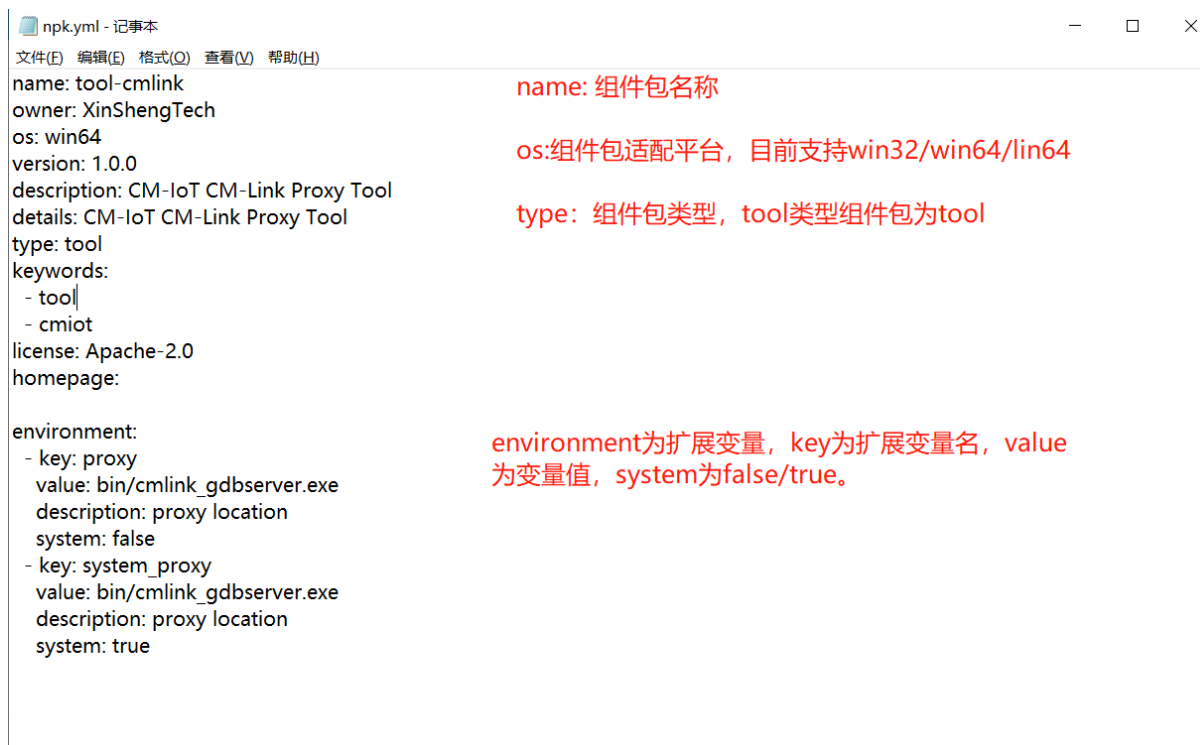 npk.yml - 记事本
文件(F) 编辑(E) 格式(O) 查看(V) 帮助(H)
name: tool-cmlink
owner: XinShengTech
os: win64
version: 1.0.0
description: CM-IoT CM-Link Proxy Tool
details: CM-IoT CM-Link Proxy Tool
type: tool
keywords:
  - tool
  - cmiot
license: Apache-2.0
homepage:
environment:
  - key: proxy
    value: bin/cmlink_gdbserver.exe
    description: proxy location
    system: false
  - key: system_proxy
    value: bin/cmlink_gdbserver.exe
    description: proxy location
    system: true
name: 组件包名称
os:组件包适配平台，目前支持win32/win64/lin64
type：组件包类型，tool类型组件包为tool
environment为扩展变量，key为扩展变量名，value
为变量值，system为false/true。